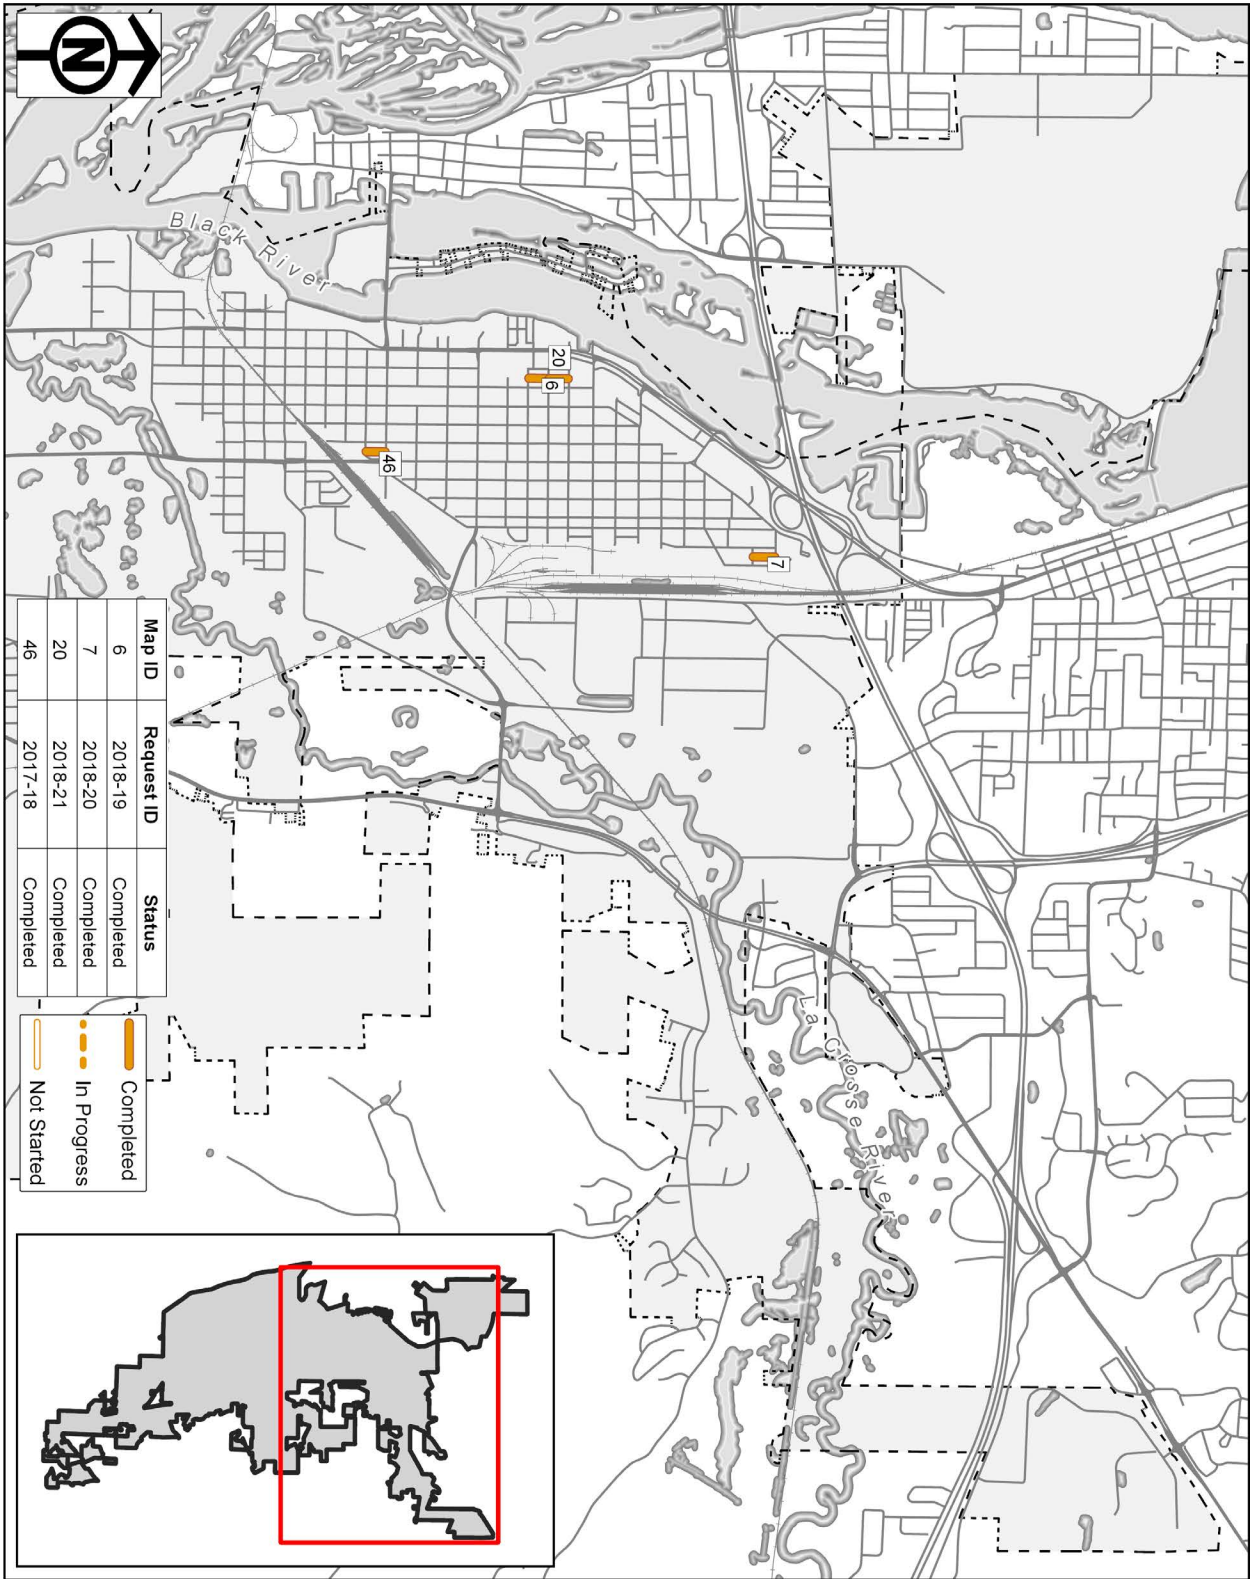 Black River
La Crosse River
20
6
46
7
Map ID Request ID Status
6 2018-19 Completed
7 2018-20 Completed
20 2018-21 Completed
46 2017-18 Completed
Completed
In Progress
Not Started
N